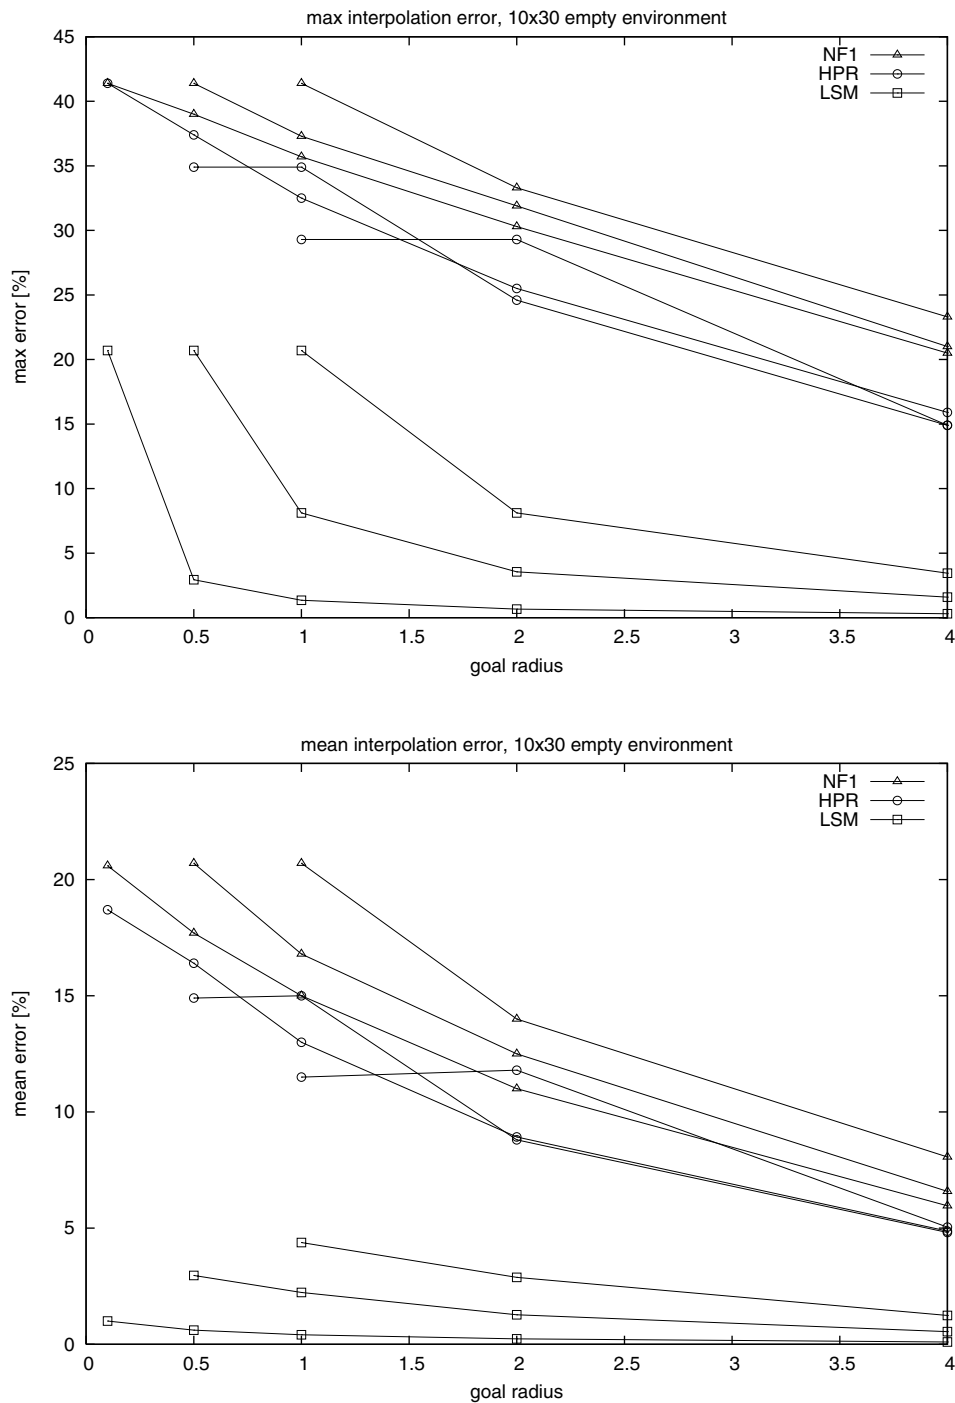 max interpolation error, 10x30 empty environment
45
40
35
30
25
20
15
10
5
0
max error [%]
NF1
HPR
LSM
0 0.5 1 1.5 2 2.5 3 3.5 4
goal radius
mean interpolation error, 10x30 empty environment
25
20
15
10
5
0
mean error [%]
NF1
HPR
LSM
0 0.5 1 1.5 2 2.5 3 3.5 4
goal radius